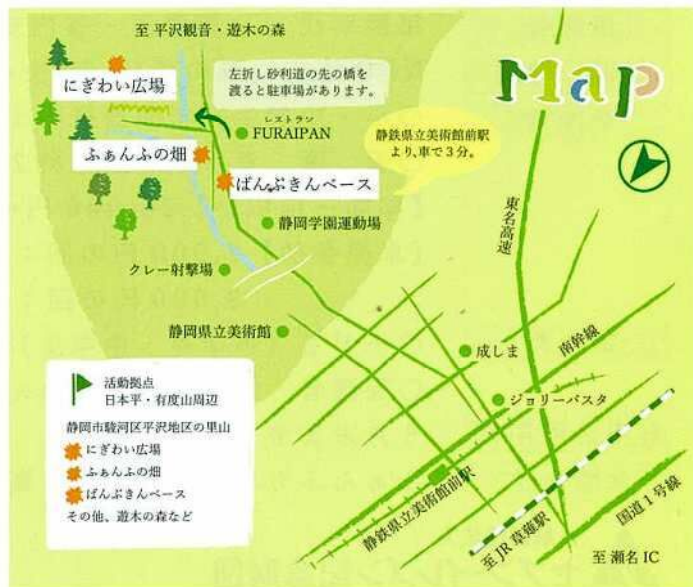 至 平沢観音・遊木の森
にぎわい広場
左折し砂利道の先の橋を
渡ると駐車場があります。
Map
レストラン
FURAIPAN
ふぁんふの畑
静鉄県立美術館前駅
より、車で3分。
ぱんぷきんベース
静岡学園運動場
東名高速
クレー射撃場
静岡県立美術館
成しま
南幹線
ジョリーパスタ
活動拠点
日本平・有度山周辺
静岡市駿河区平沢地区の里山
にぎわい広場
ふぁんふの畑
ぱんぷきんベース
その他、遊木の森など
静鉄県立美術館前駅
至JR草薙駅
国道1号線
至 瀬名 IC